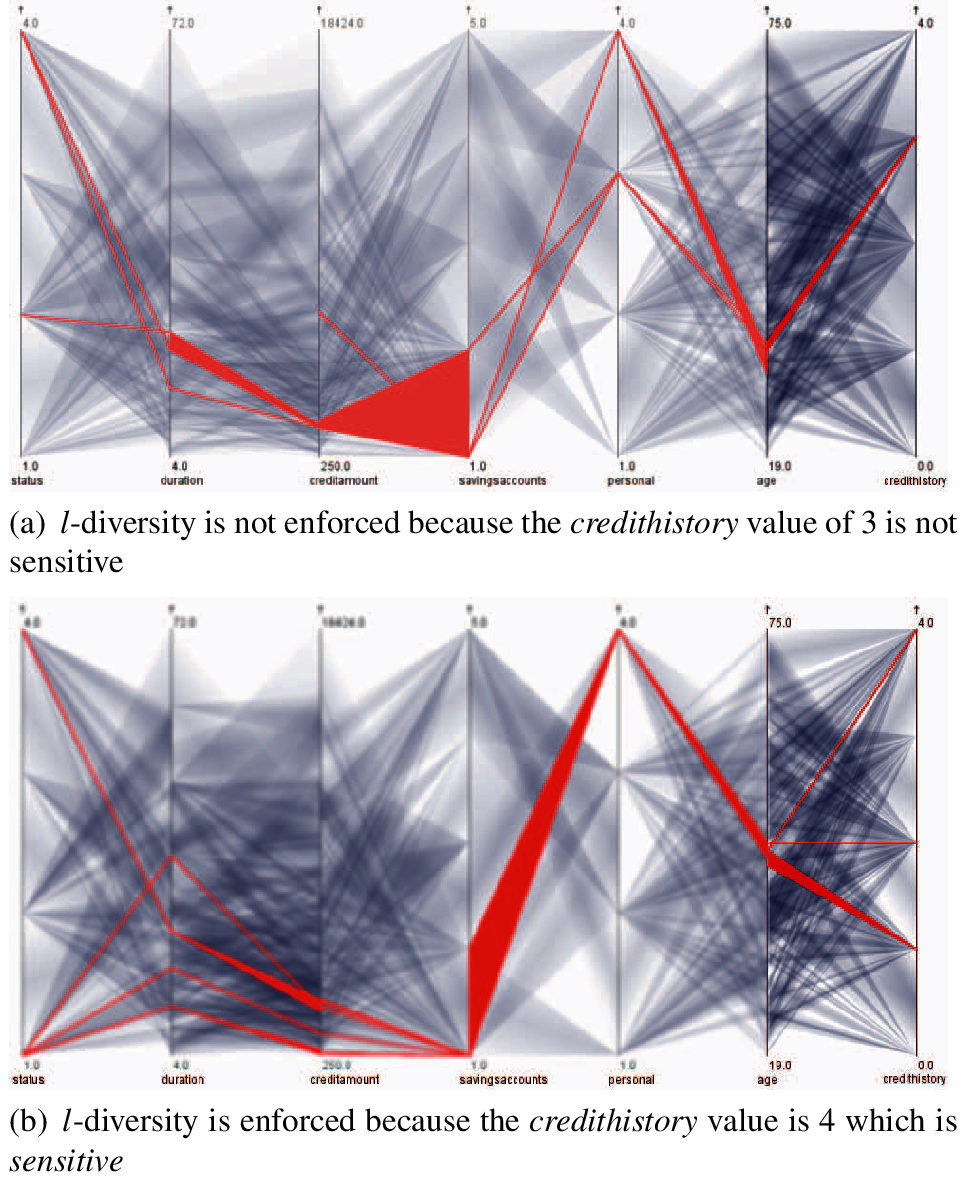 4.0 72.0 18424.0 5.0 4.0 75.0 4.0
1.0 4.0 250.0 1.0 1.0 19.0 0.0
status duration creditamount savingsaccounts personal age credithistory
(a) l-diversity is not enforced because the credithistory value of 3 is not
sensitive
4.0 72.0 18424.0 5.0 4.0 75.0 4.0
1.0 4.0 250.0 1.0 1.0 19.0 0.0
status duration creditamount savingsaccounts personal age credithistory
(b) l-diversity is enforced because the credithistory value is 4 which is
sensitive